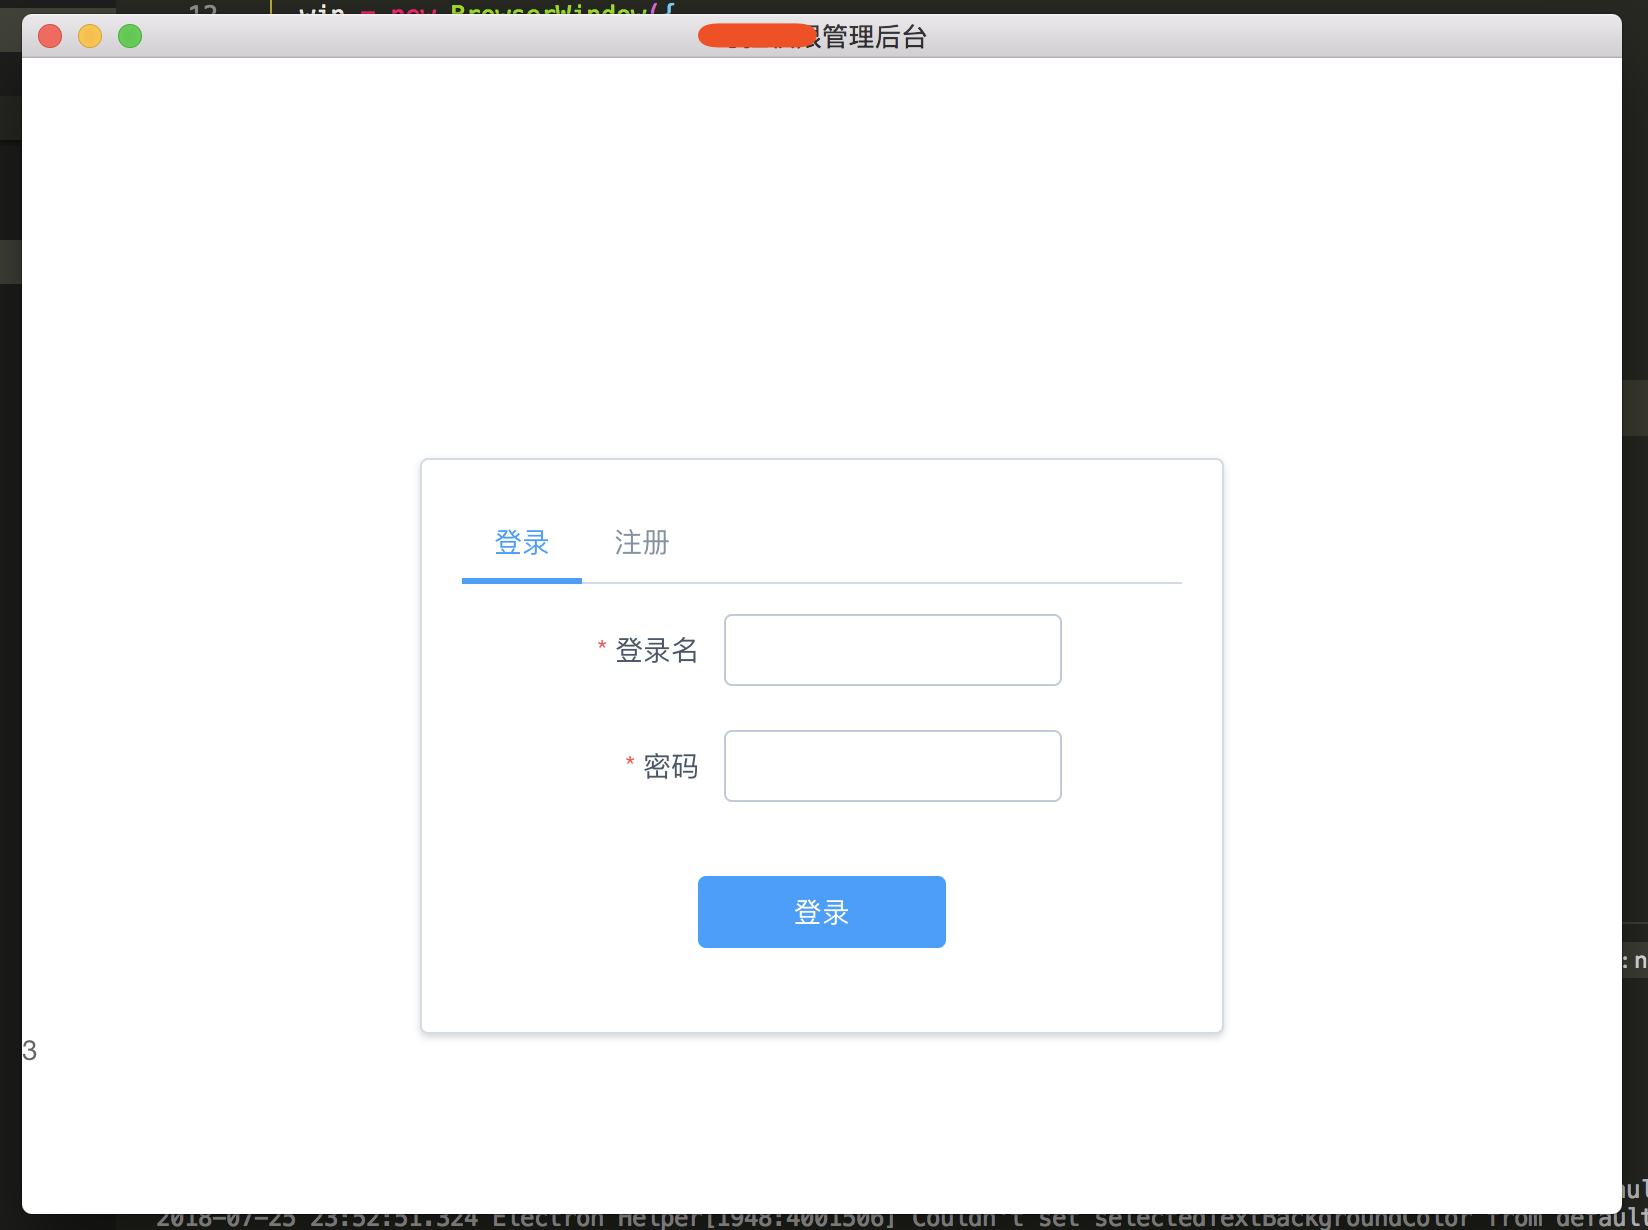 12 win = new BrowserWindow({
限管理后台
登录 注册
* 登录名
* 密码
登录
:n
3
2018-07-25 23:52:51.324 Electron Helper[1948:4001506] Couldn't set selectedTextBackgroundColor from default